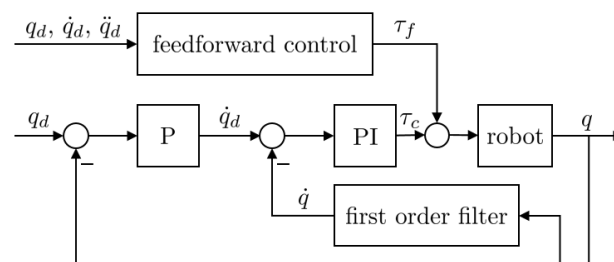 q_d, q̇_d, q̈_d
feedforward control
τ_f
q_d
P
q̇_d
PI
τ_c
robot
q
−
−
q̇
first order filter